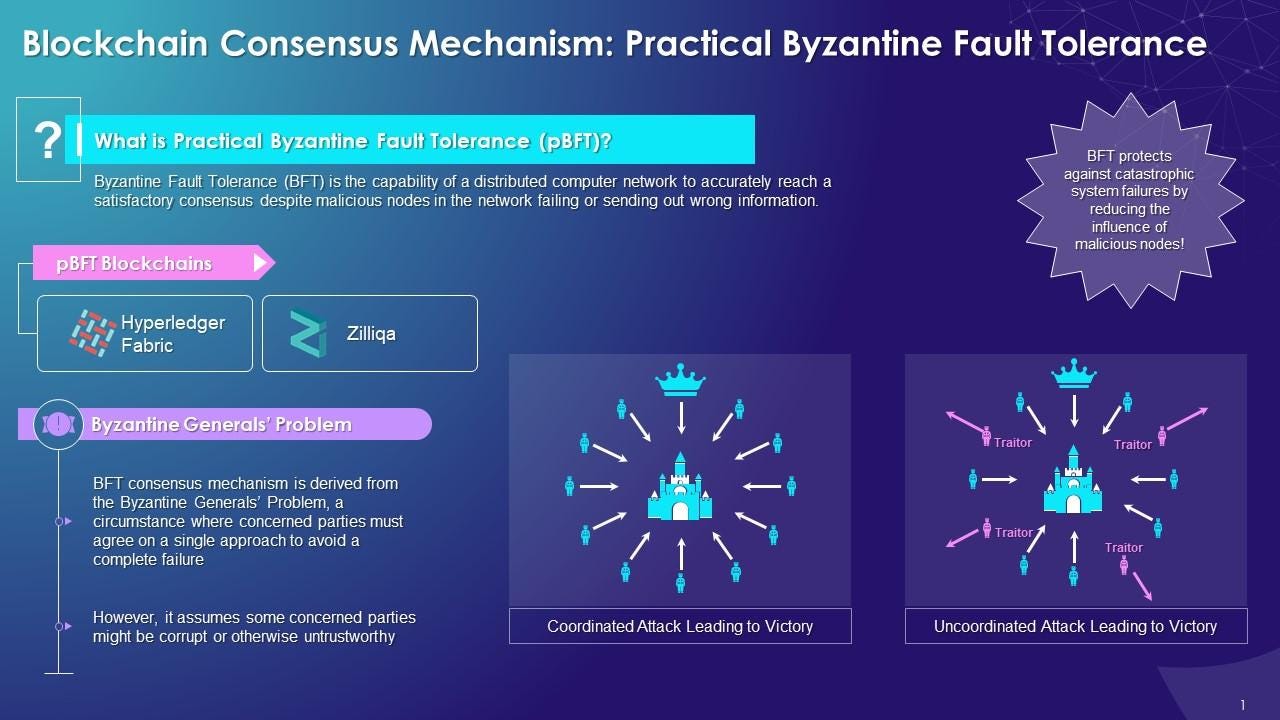 Blockchain Consensus Mechanism: Practical Byzantine Fault Tolerance
?
What is Practical Byzantine Fault Tolerance (pBFT)?
Byzantine Fault Tolerance (BFT) is the capability of a distributed computer network to accurately reach a
satisfactory consensus despite malicious nodes in the network failing or sending out wrong information.
BFT protects
against catastrophic
system failures by
reducing the
influence of
malicious nodes!
pBFT Blockchains
Hyperledger
Fabric
Zilliqa
!
Byzantine Generals' Problem
BFT consensus mechanism is derived from
the Byzantine Generals' Problem, a
circumstance where concerned parties must
agree on a single approach to avoid a
complete failure
However, it assumes some concerned parties
might be corrupt or otherwise untrustworthy
Coordinated Attack Leading to Victory
Traitor
Traitor
Traitor
Traitor
Uncoordinated Attack Leading to Victory
1